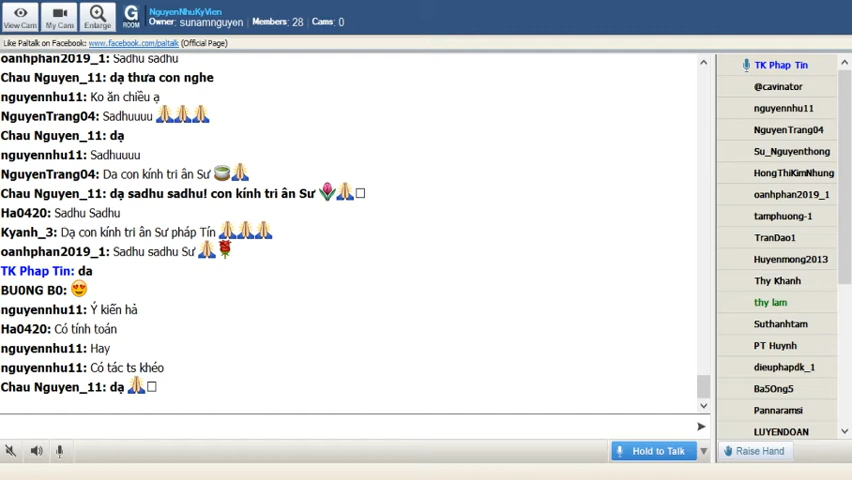 NguyenNhuKyVien
Owner: sunamnguyen Members: 28 Cams: 0
View Cam My Cam Enlarge G ROOM
Like Paltalk on Facebook: www.facebook.com/paltalk (Official Page)
oanhphan2019_1: Sadhu sadhu
Chau Nguyen_11: dạ thưa con nghe
nguyennhu11: Ko ăn chiều ạ
NguyenTrang04: Sadhuuuu 🙏🙏🙏
Chau Nguyen_11: dạ
nguyennhu11: Sadhuuuu
NguyenTrang04: Da con kính tri ân Sư 🍵🙏
Chau Nguyen_11: dạ sadhu sadhu! con kính tri ân Sư 🌷🙏□
Ha0420: Sadhu Sadhu
Kyanh_3: Dạ con kính tri ân Sư pháp Tín 🙏🙏🙏
oanhphan2019_1: Sadhu sadhu Sư 🙏🌹
TK Phap Tin: da
BU0NG B0: 😍
nguyennhu11: Ý kiến hả
Ha0420: Có tính toán
nguyennhu11: Hay
nguyennhu11: Có tác ts khéo
Chau Nguyen_11: dạ 🙏□
TK Phap Tin
@cavinator
nguyennhu11
NguyenTrang04
Su_Nguyenthong
HongThiKimNhung
oanhphan2019_1
tamphuong-1
TranDao1
Huyenmong2013
Thy Khanh
thy lam
Suthanhtam
PT Huynh
dieuphapdk_1
Ba5Ong5
Pannaramsi
LUYENDOAN
Hold to Talk
Raise Hand